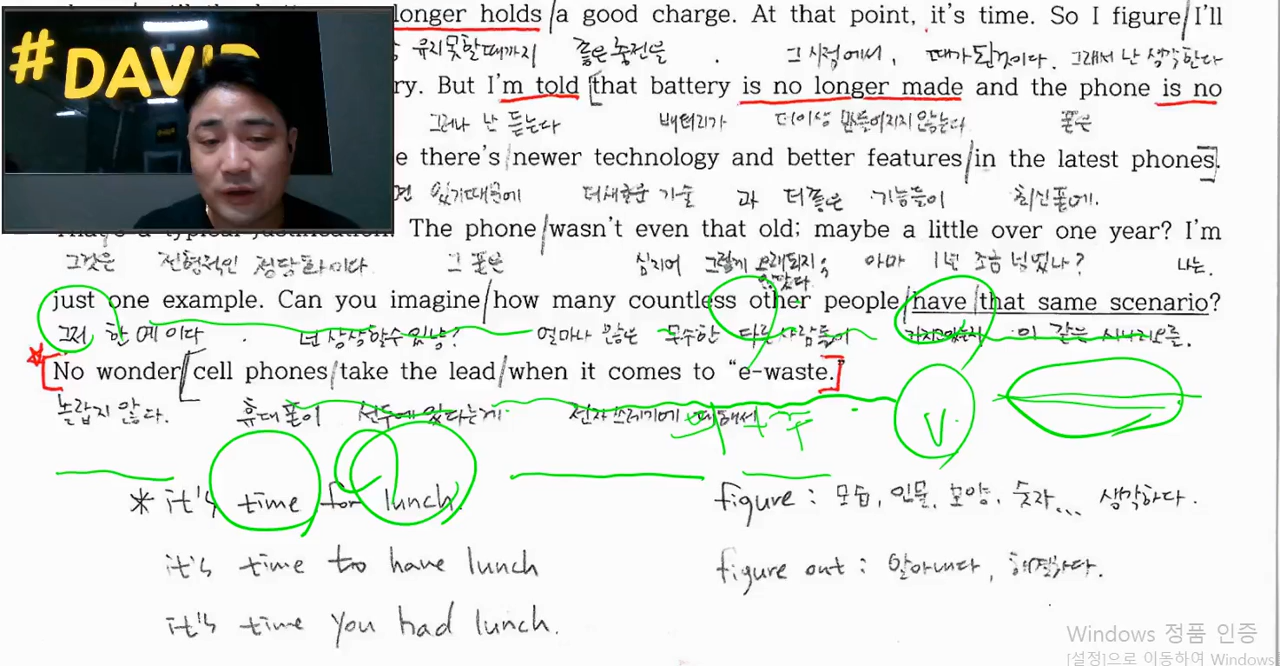 #DAVID
longer holds a good charge. At that point, it's time. So I figure I'll
유지못할때까지 좋은충전을 . 그 시점에서, 때가 된것이다. 그래서 난 생각한다
ry. But I'm told that battery is no longer made and the phone is no
그러나 난 듣는다 배터리가 더이상 만들어지지 않는다 폰은
e there's newer technology and better features in the latest phones.
면 있기때문에 더새로운 기술 과 더좋은 기능들이 최신폰에.
That's a typical justification. The phone wasn't even that old; maybe a little over one year? I'm
그것은 전형적인 정당화이다. 그 폰은 심지어 그렇게 오래되지 않았다; 아마 1년 조금 넘었나? 나는.
just one example. Can you imagine how many countless other people have that same scenario?
그저 한 예이다 . 넌 상상할수 있냐? 얼마나 많은 무수한 다른 사람들이 가지고있는지 이 같은 시나리오를.
No wonder cell phones take the lead when it comes to “e-waste.”
놀랍지 않다. 휴대폰이 선두에 있다는게 전자쓰레기에 대해서
V
* it's time for lunch. figure : 모습, 인물, 모양, 숫자... 생각하다.
it's time to have lunch figure out : 알아내다, 해결하다.
it's time you had lunch.
Windows 정품 인증
[설정]으로 이동하여 Windows